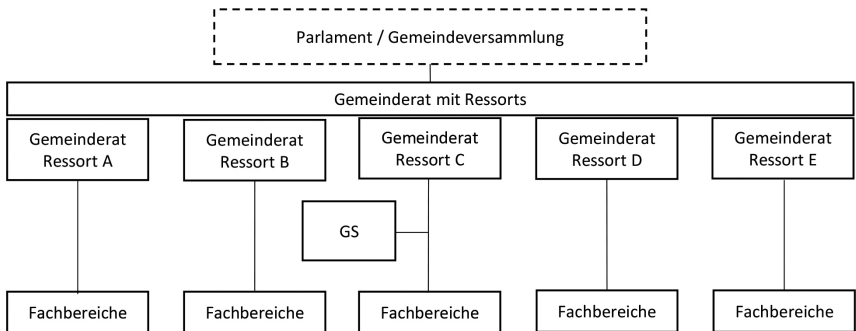 Parlament / Gemeindeversammlung
Gemeinderat mit Ressorts
Gemeinderat
Ressort A
Gemeinderat
Ressort B
Gemeinderat
Ressort C
Gemeinderat
Ressort D
Gemeinderat
Ressort E
GS
Fachbereiche
Fachbereiche
Fachbereiche
Fachbereiche
Fachbereiche